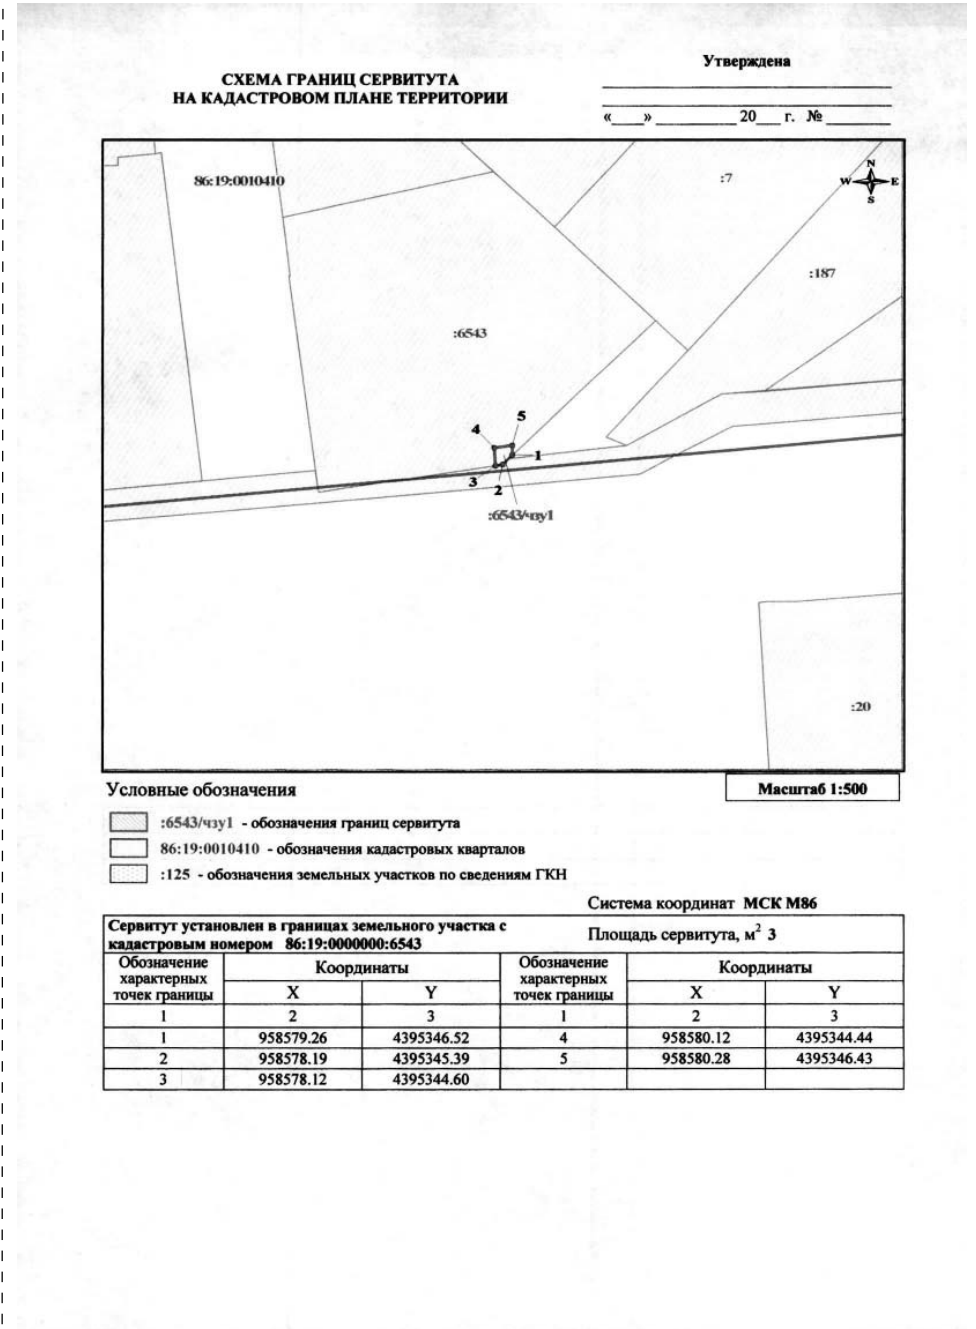 Утверждена
СХЕМА ГРАНИЦ СЕРВИТУТА
НА КАДАСТРОВОМ ПЛАНЕ ТЕРРИТОРИИ
«____» ____________ 20___ г. № _________
86:19:0010410
:7
N
W E
S
:187
:6543
5
4
1
3
2
:6543/чзу1
:20
Условные обозначения
Масштаб 1:500
:6543/чзу1 - обозначения границ сервитута
86:19:0010410 - обозначения кадастровых кварталов
:125 - обозначения земельных участков по сведениям ГКН
Система координат МСК М86
Сервитут установлен в границах земельного участка с
кадастровым номером 86:19:0000000:6543
Площадь сервитута, м² 3
Обозначение характерных точек границы Координаты Обозначение характерных точек границы Координаты
X Y X Y
1 2 3 1 2 3
1 958579.26 4395346.52 4 958580.12 4395344.44
2 958578.19 4395345.39 5 958580.28 4395346.43
3 958578.12 4395344.60